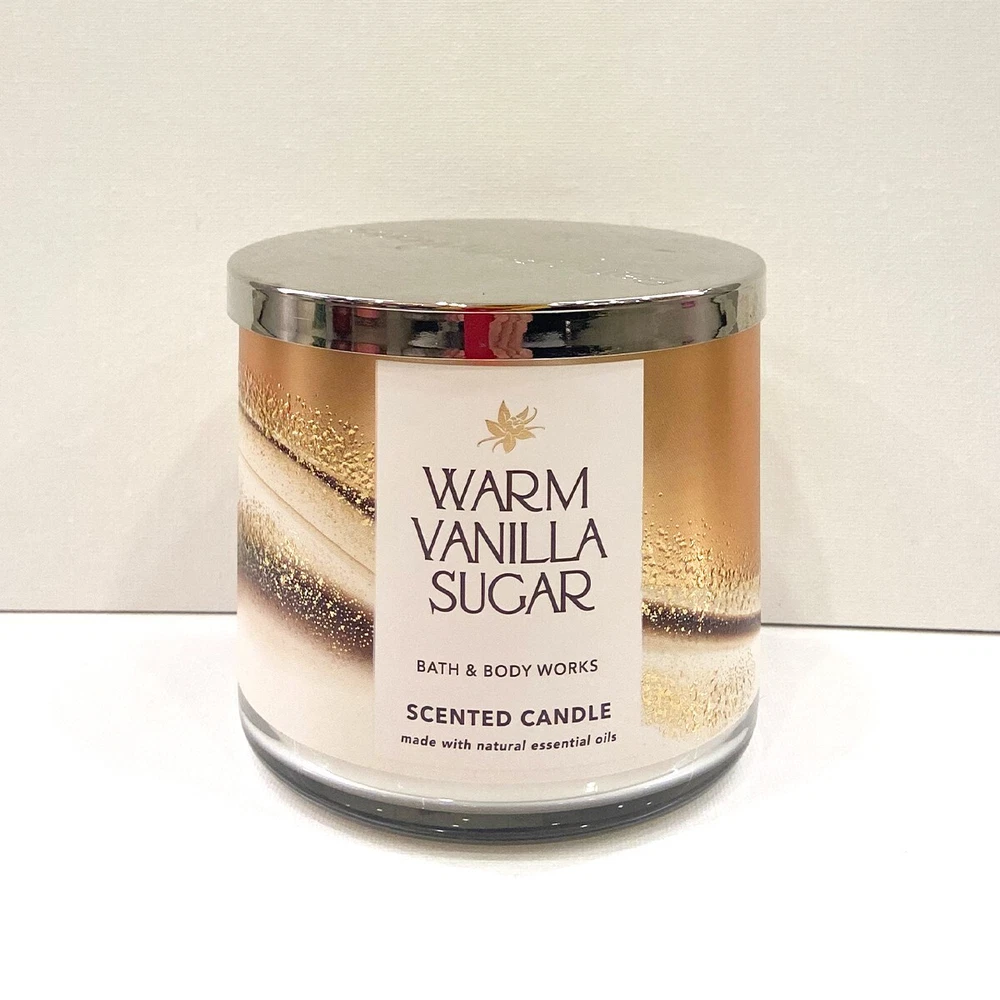 WARM
VANILLA
SUGAR
BATH & BODY WORKS
SCENTED CANDLE
made with natural essential oils